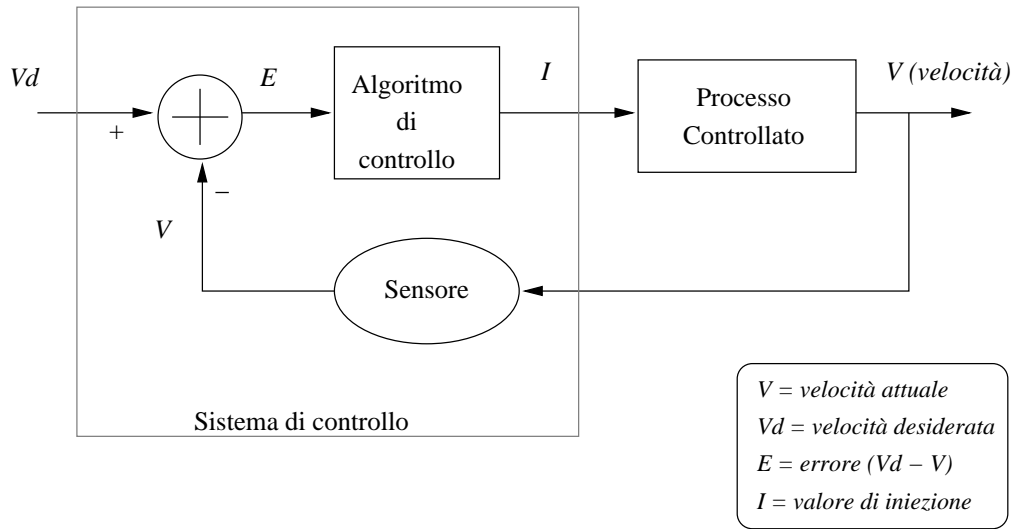 Vd
+
E
Algoritmo
di
controllo
I
Processo
Controllato
V (velocità)
−
V
Sensore
Sistema di controllo
V = velocità attuale
Vd = velocità desiderata
E = errore (Vd − V)
I = valore di iniezione